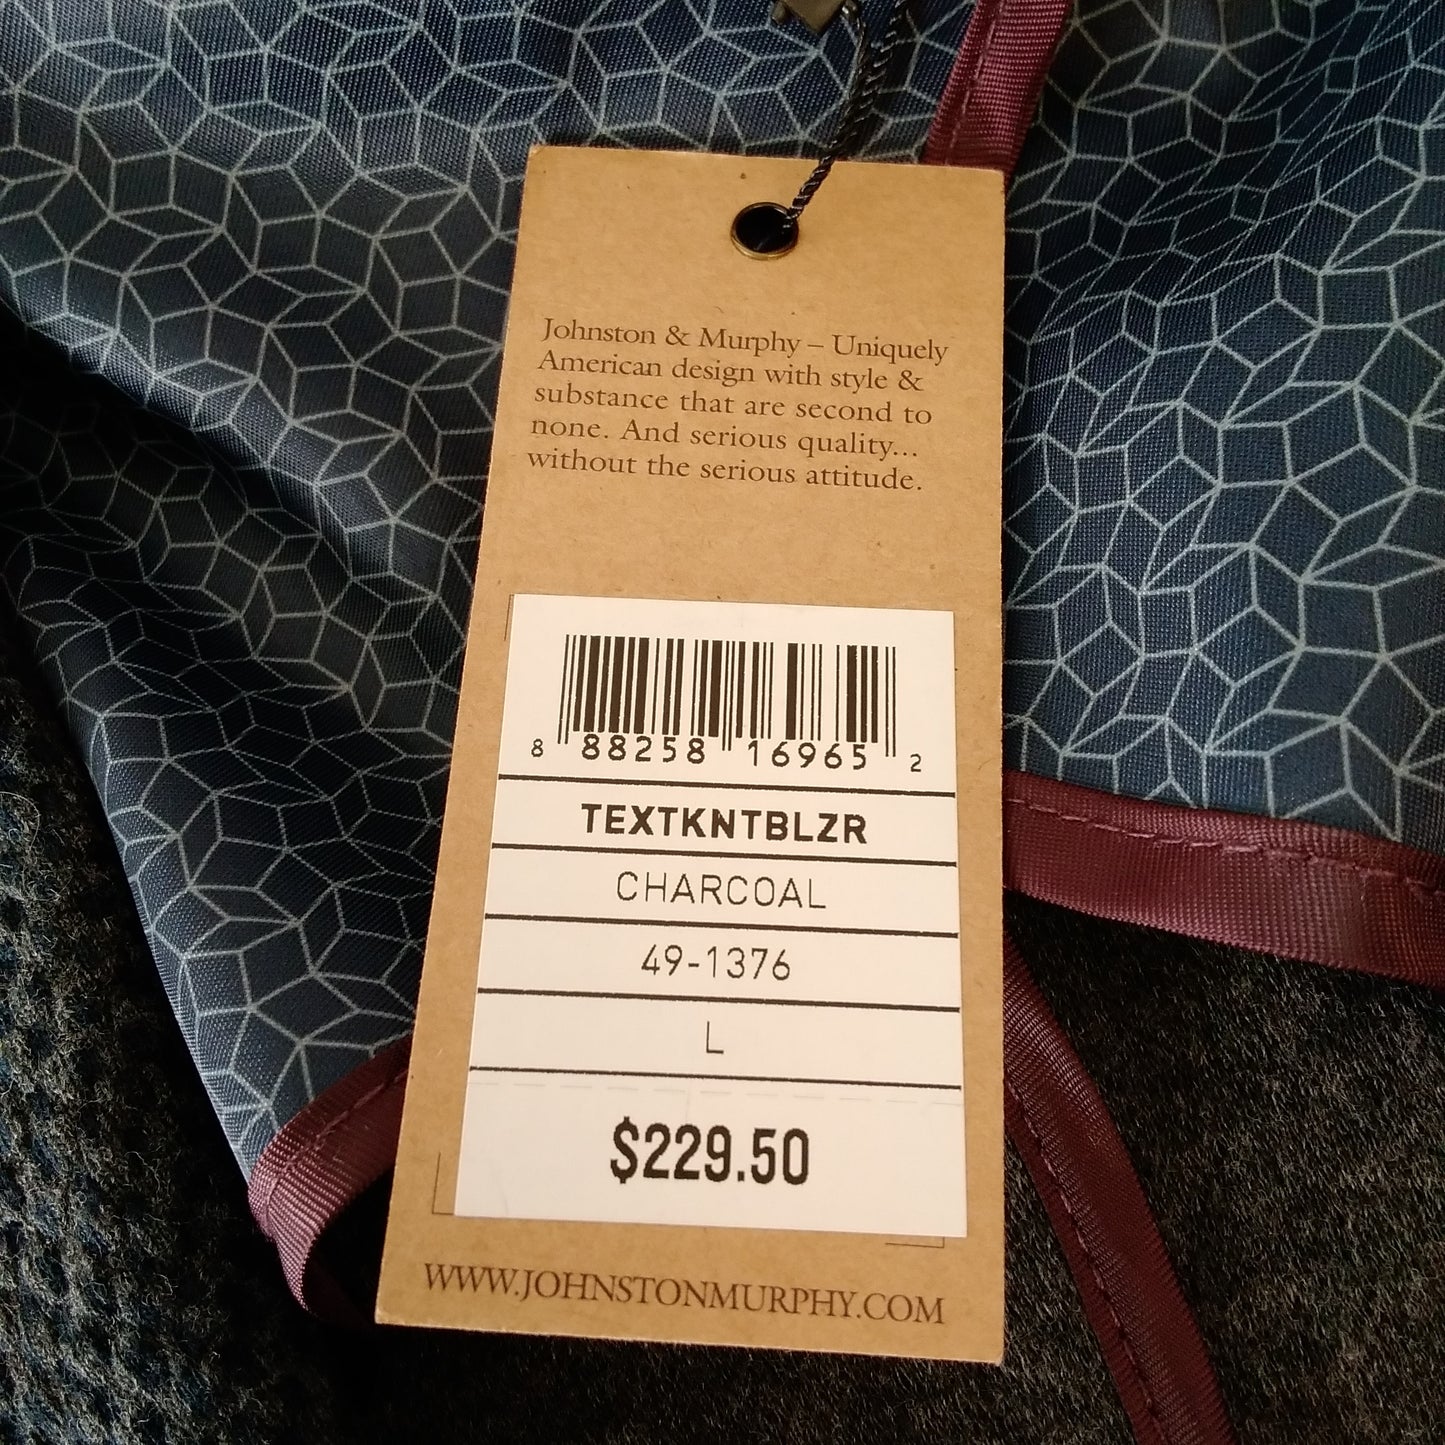 Johnston & Murphy – Uniquely
American design with style &
substance that are second to
none. And serious quality...
without the serious attitude.
8 88258 16965 2
TEXTKNTBLZR
CHARCOAL
49-1376
L
$229.50
WWW.JOHNSTONMURPHY.COM